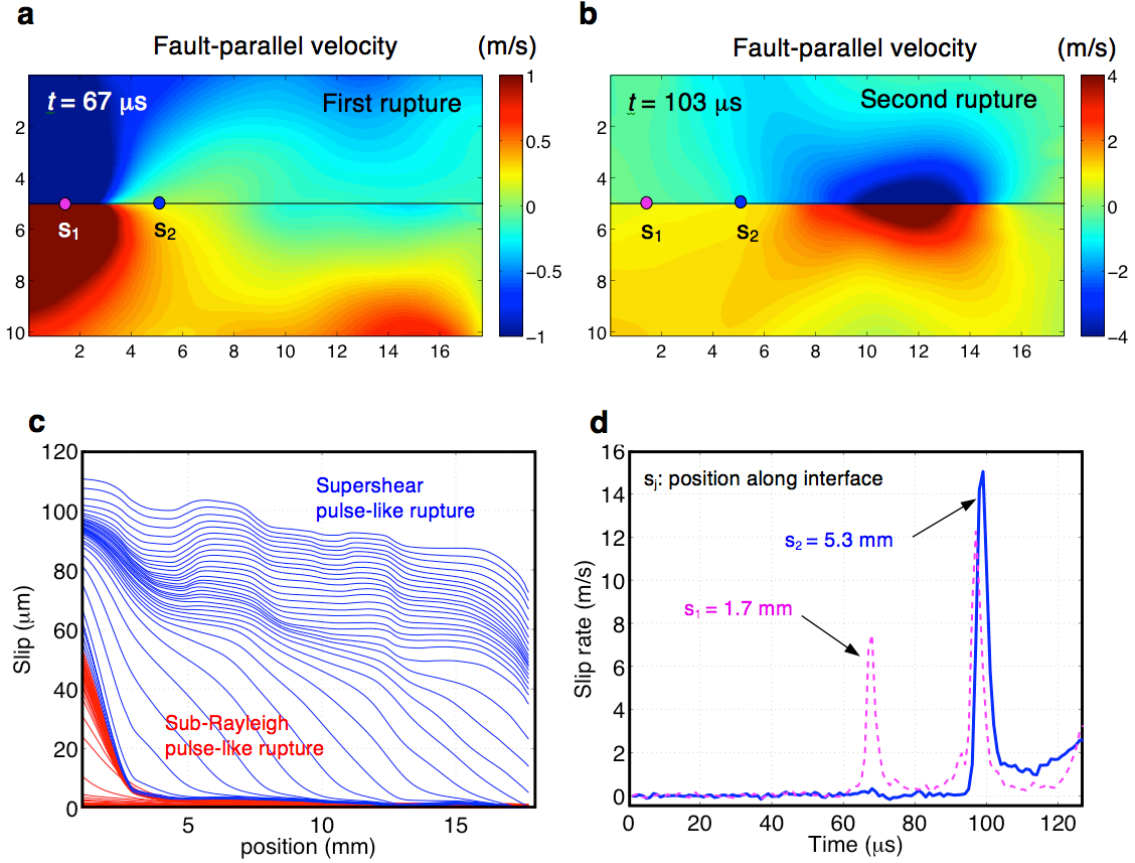 a
Fault-parallel velocity (m/s)
t = 67 μs
First rupture
s1
s2
2
4
6
8
10
2 4 6 8 10 12 14 16
1
0.5
0
−0.5
−1
b
Fault-parallel velocity (m/s)
t = 103 μs
Second rupture
s1
s2
2
4
6
8
10
2 4 6 8 10 12 14 16
4
2
0
−2
−4
c
Slip (μm)
120
100
80
60
40
20
0
Supershear
pulse-like rupture
Sub-Rayleigh
pulse-like rupture
0 5 10 15
position (mm)
d
Slip rate (m/s)
16
14
12
10
8
6
4
2
0
sj: position along interface
s2 = 5.3 mm
s1 = 1.7 mm
0 20 40 60 80 100 120
Time (μs)